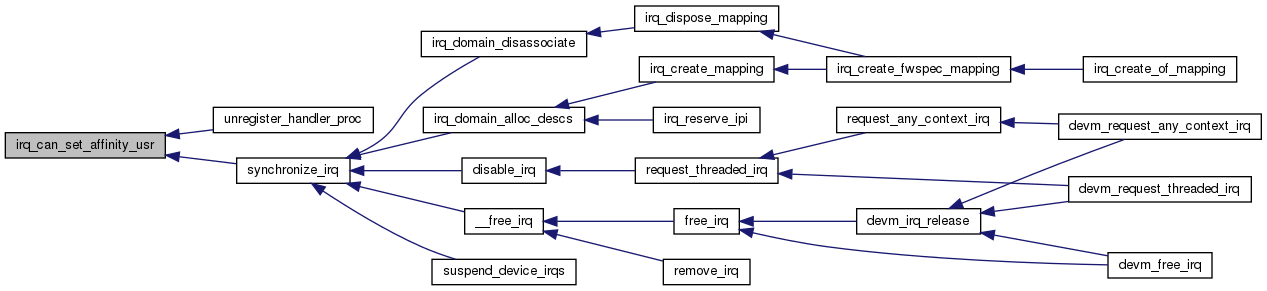 irq_dispose_mapping
irq_domain_disassociate
irq_create_mapping
irq_create_fwspec_mapping
irq_create_of_mapping
unregister_handler_proc
irq_domain_alloc_descs
irq_reserve_ipi
request_any_context_irq
devm_request_any_context_irq
irq_can_set_affinity_usr
synchronize_irq
disable_irq
request_threaded_irq
devm_request_threaded_irq
__free_irq
free_irq
devm_irq_release
suspend_device_irqs
remove_irq
devm_free_irq